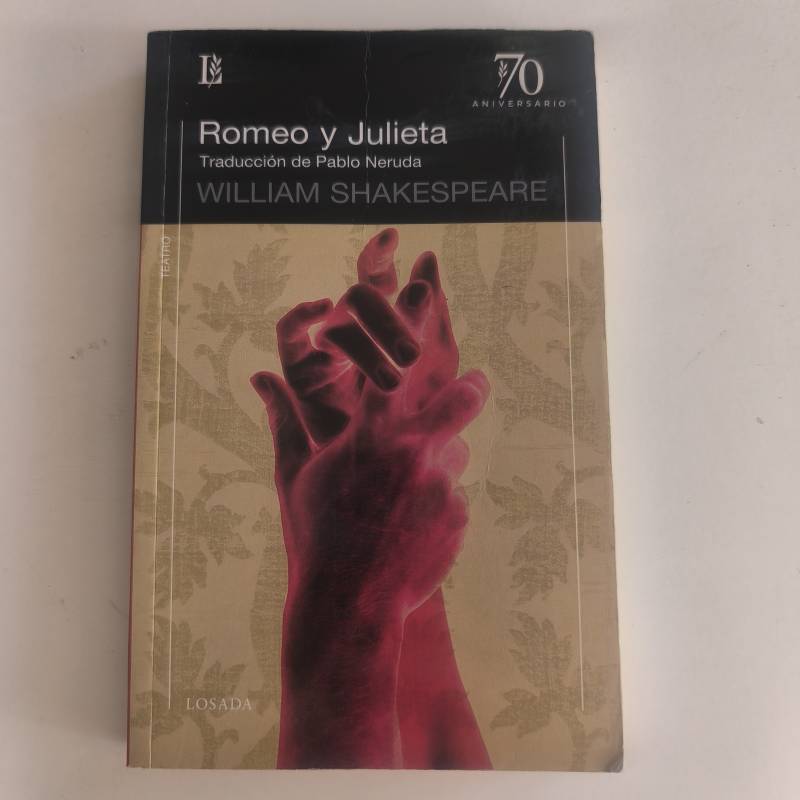 L
70
ANIVERSARIO
Romeo y Julieta
Traducción de Pablo Neruda
WILLIAM SHAKESPEARE
TEATRO
LOSADA